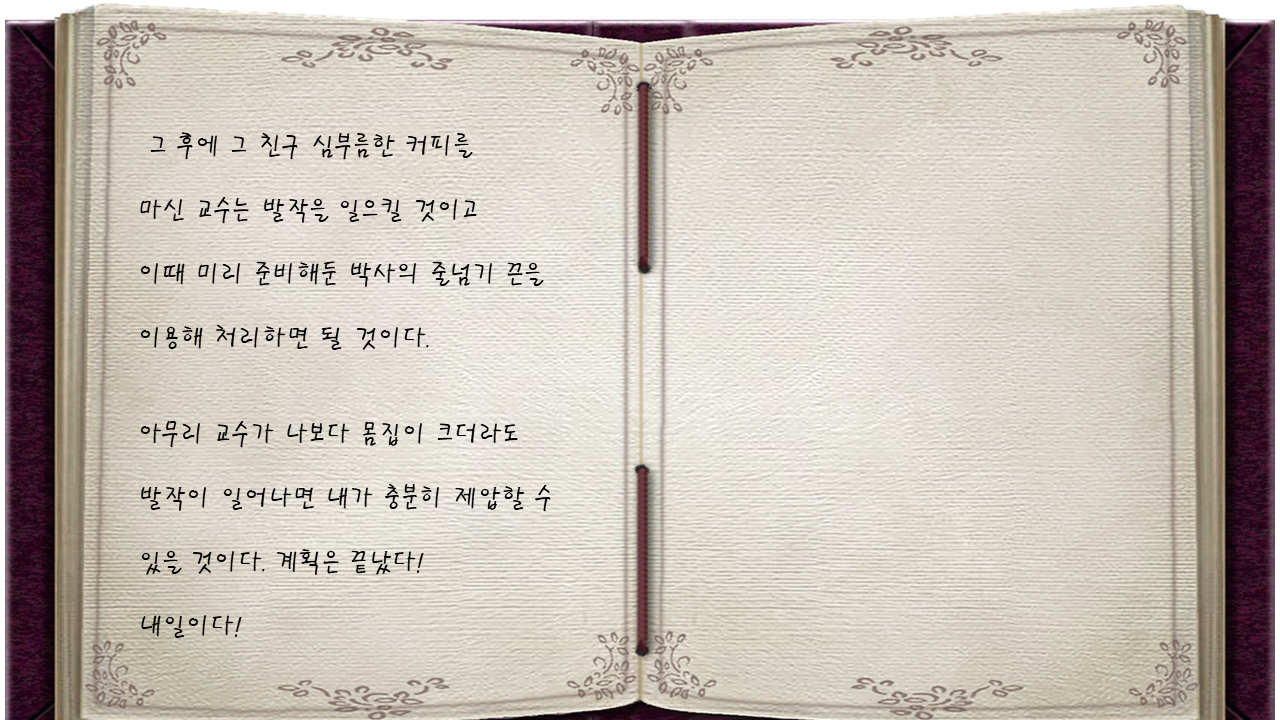 그 후에 그 친구 심부름한 커피를
마신 교수는 발작을 일으킬 것이고
이때 미리 준비해둔 박사의 줄넘기 끈을
이용해 처리하면 될 것이다.
아무리 교수가 나보다 몸집이 크더라도
발작이 일어나면 내가 충분히 제압할 수
있을 것이다. 계획은 끝났다!
내일이다!